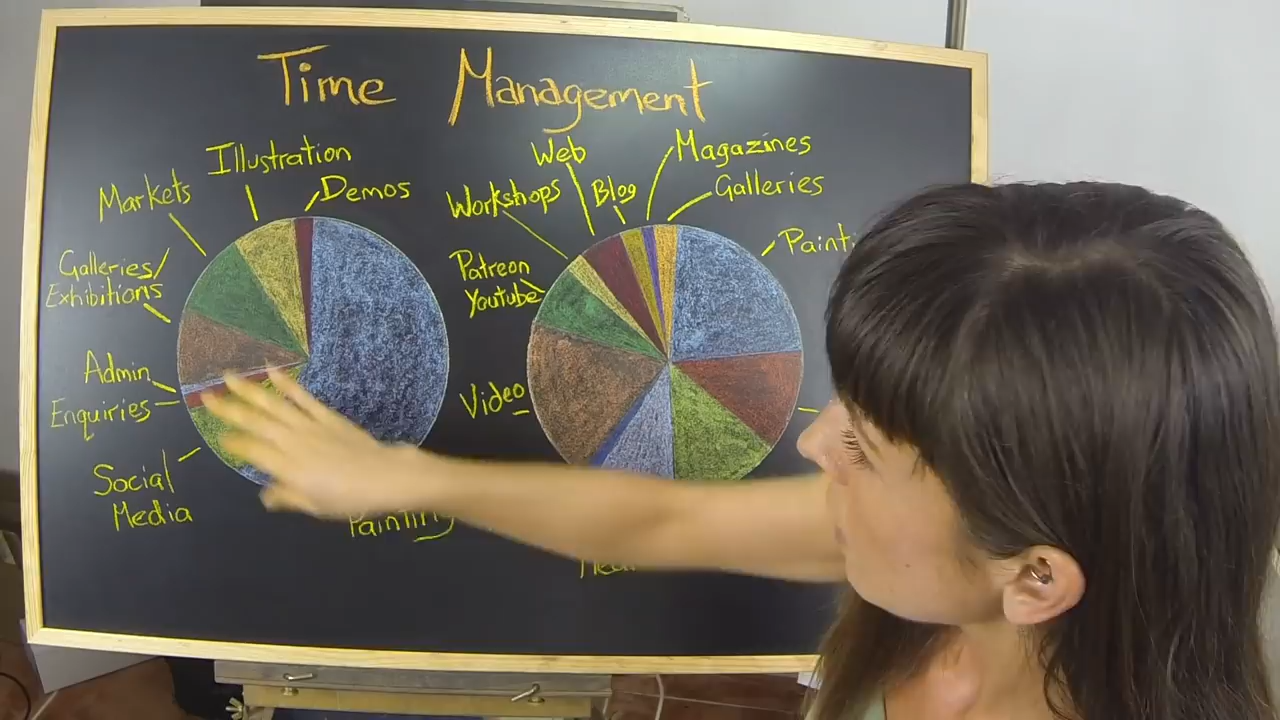 Time Management
Illustration
Markets
Demos
Galleries/
Exhibitions
Admin
Enquiries
Social
Media
Painting
Web
Magazines
Workshops
Blog
Galleries
Patreon
Youtube
Video